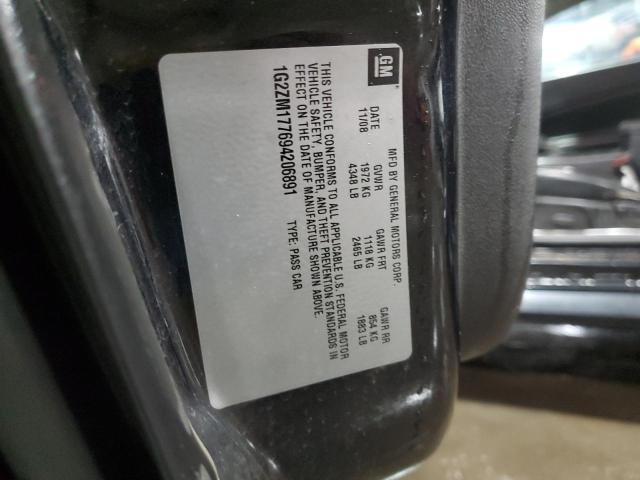 GM
MFD BY GENERAL MOTORS CORP.
DATE GVWR GAWR FRT GAWR RR
11/08 1972 KG 1118 KG 854 KG
4348 LB 2465 LB 1883 LB
THIS VEHICLE CONFORMS TO ALL APPLICABLE U.S. FEDERAL MOTOR
VEHICLE SAFETY, BUMPER, AND THEFT PREVENTION STANDARDS IN
EFFECT ON THE DATE OF MANUFACTURE SHOWN ABOVE.
1G2ZM177694206891 TYPE: PASS CAR